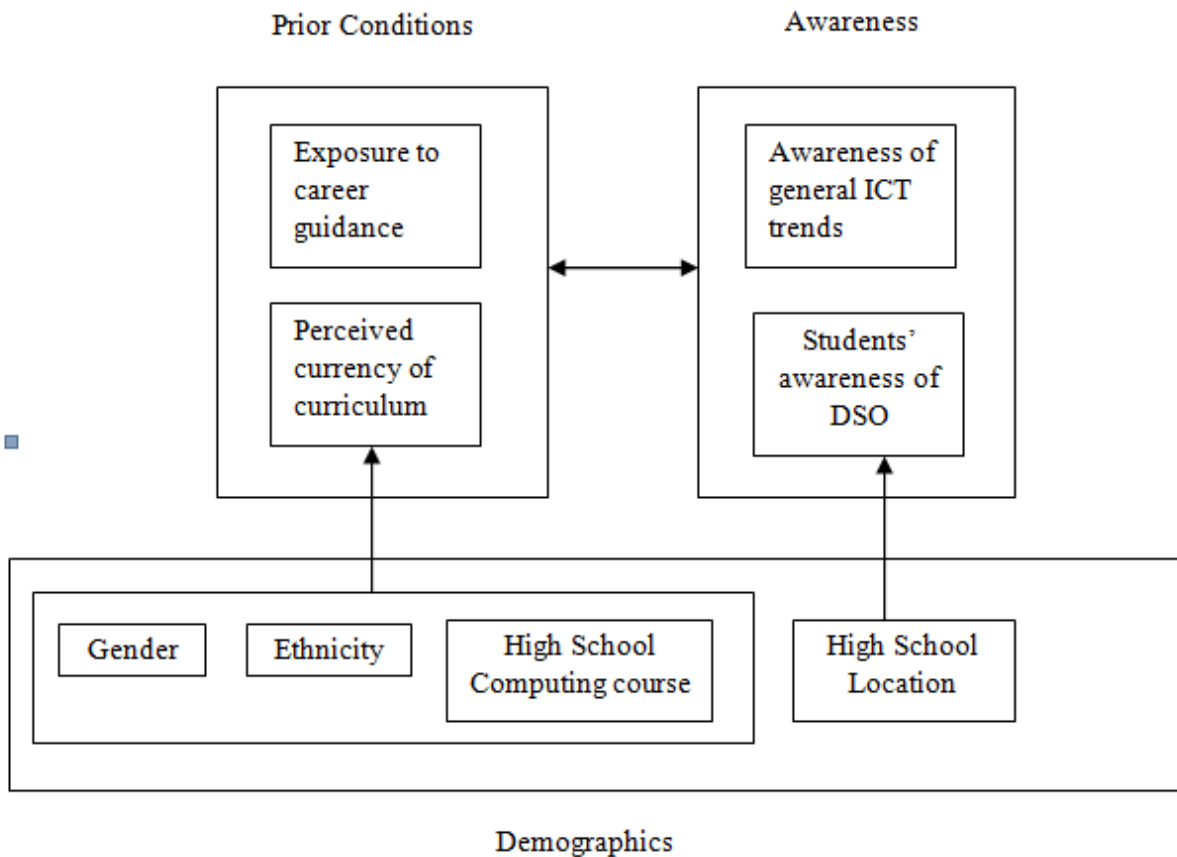 Prior Conditions
Awareness
Exposure to
career
guidance
Awareness of
general ICT
trends
Perceived
currency of
curriculum
Students’
awareness of
DSO
Gender
Ethnicity
High School
Computing course
High School
Location
Demographics